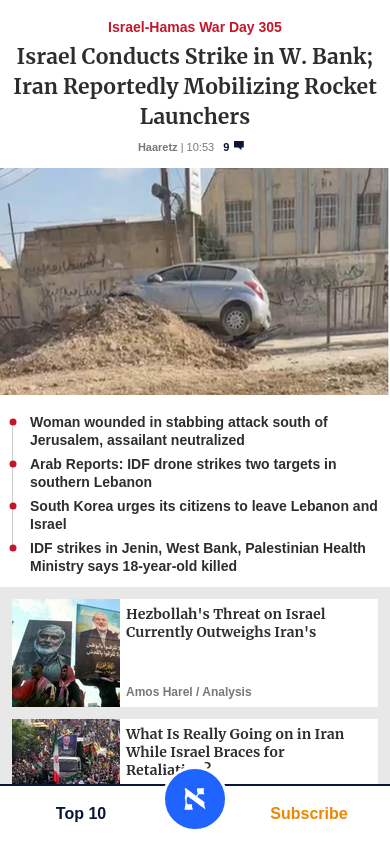 Israel-Hamas War Day 305
Israel Conducts Strike in W. Bank;
Iran Reportedly Mobilizing Rocket
Launchers
Haaretz | 10:53 9
Woman wounded in stabbing attack south of
Jerusalem, assailant neutralized
Arab Reports: IDF drone strikes two targets in
southern Lebanon
South Korea urges its citizens to leave Lebanon and
Israel
IDF strikes in Jenin, West Bank, Palestinian Health
Ministry says 18-year-old killed
Hezbollah's Threat on Israel
Currently Outweighs Iran's
Amos Harel / Analysis
What Is Really Going on in Iran
While Israel Braces for
Retaliation?
Top 10
Subscribe